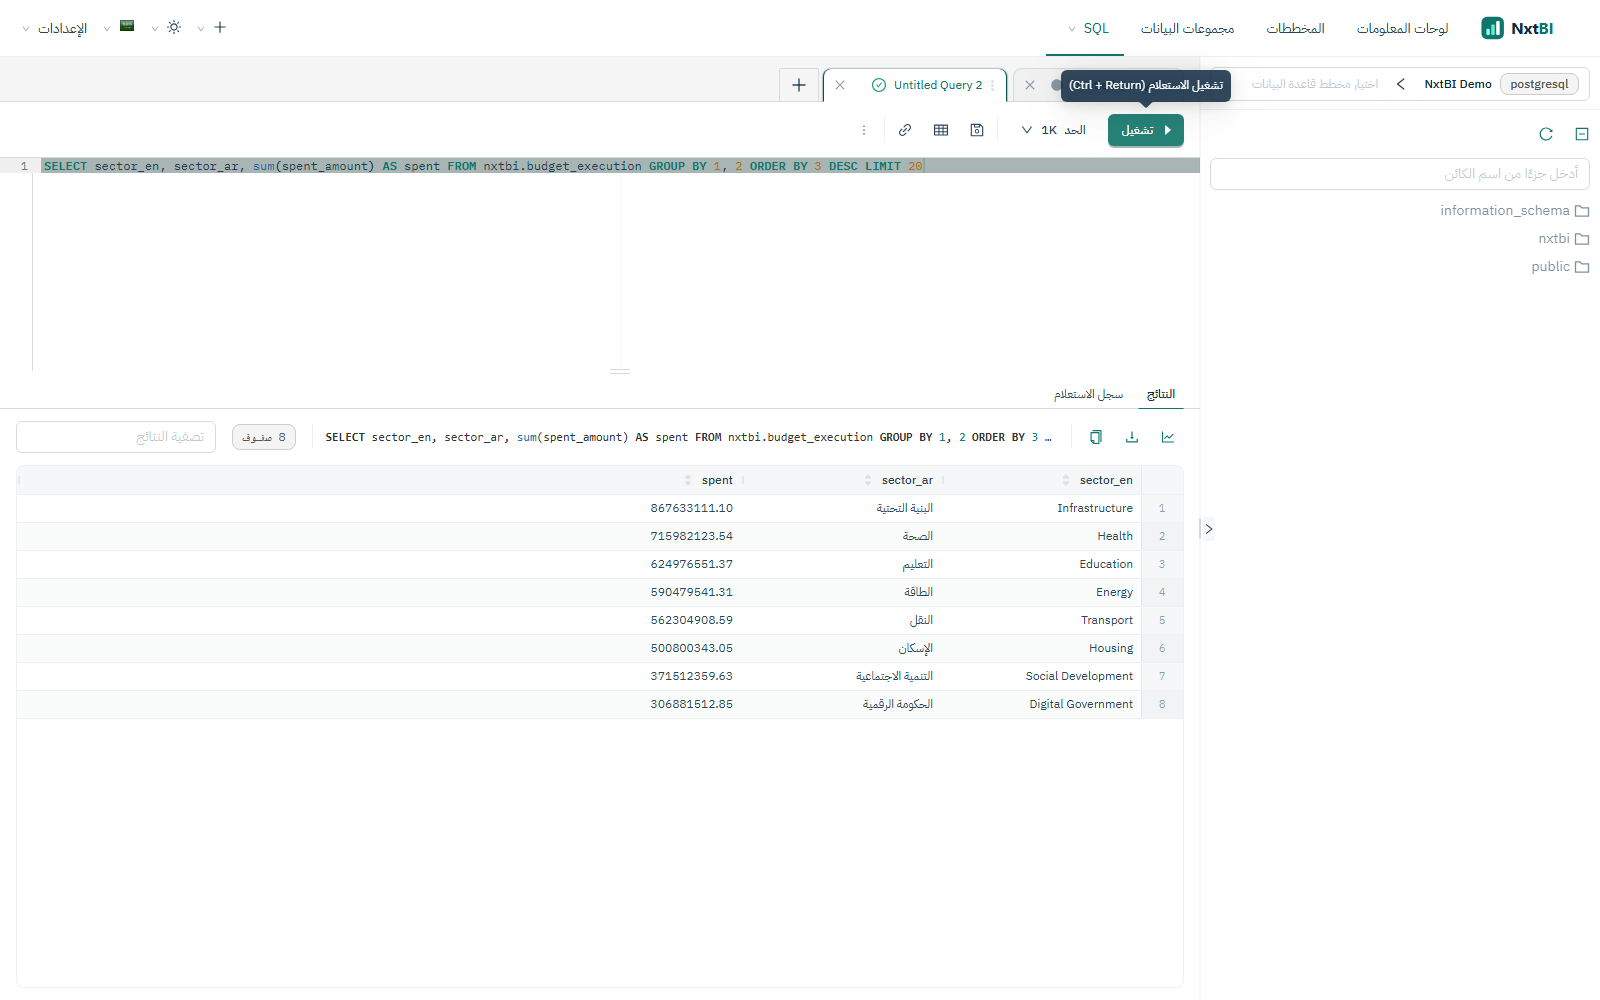 NxtBI
لوحات المعلومات
المخططات
مجموعات البيانات
SQL
الإعدادات
postgresql NxtBI Demo
اختيار مخطط قاعدة البيانات
تشغيل الاستعلام (Ctrl + Return)
Untitled Query 2
تشغيل
الحد 1K
أدخل جزءًا من اسم الكائن
information_schema
nxtbi
public
1 SELECT sector_en, sector_ar, sum(spent_amount) AS spent FROM nxtbi.budget_execution GROUP BY 1, 2 ORDER BY 3 DESC LIMIT 20
النتائج
سجل الاستعلام
SELECT sector_en, sector_ar, sum(spent_amount) AS spent FROM nxtbi.budget_execution GROUP BY 1, 2 ORDER BY 3 …
8 صفوف
تصفية النتائج
sector_en sector_ar spent
1 Infrastructure البنية التحتية 867633111.10
2 Health الصحة 715982123.54
3 Education التعليم 624976551.37
4 Energy الطاقة 590479541.31
5 Transport النقل 562304908.59
6 Housing الإسكان 500800343.05
7 Social Development التنمية الاجتماعية 371512359.63
8 Digital Government الحكومة الرقمية 306881512.85